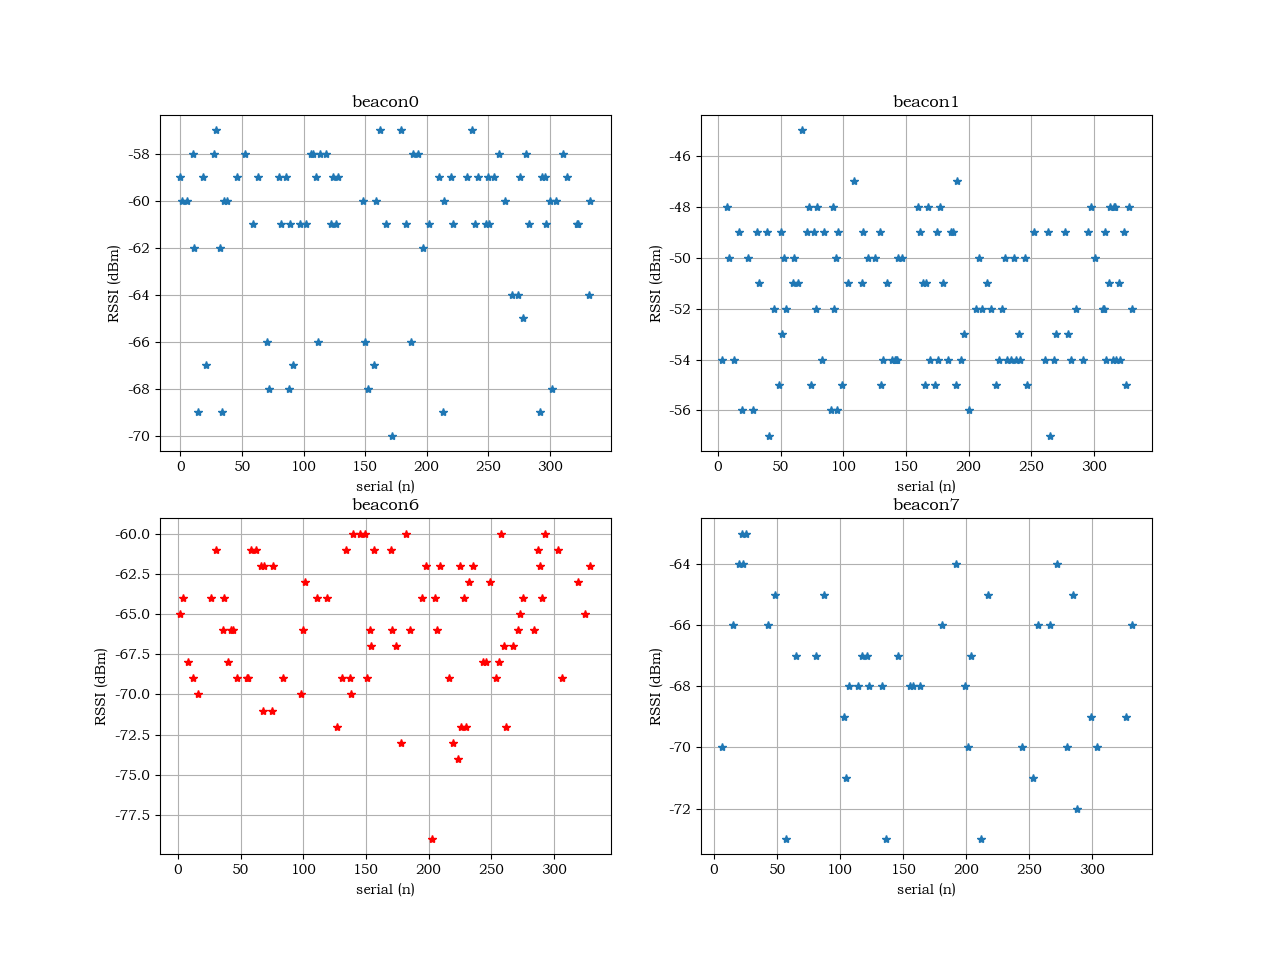 beacon0
-58
-60
-62
-64
-66
-68
-70
RSSI (dBm)
0 50 100 150 200 250 300
serial (n)
beacon1
-46
-48
-50
-52
-54
-56
RSSI (dBm)
0 50 100 150 200 250 300
serial (n)
beacon6
-60.0
-62.5
-65.0
-67.5
-70.0
-72.5
-75.0
-77.5
RSSI (dBm)
0 50 100 150 200 250 300
serial (n)
beacon7
-64
-66
-68
-70
-72
RSSI (dBm)
0 50 100 150 200 250 300
serial (n)